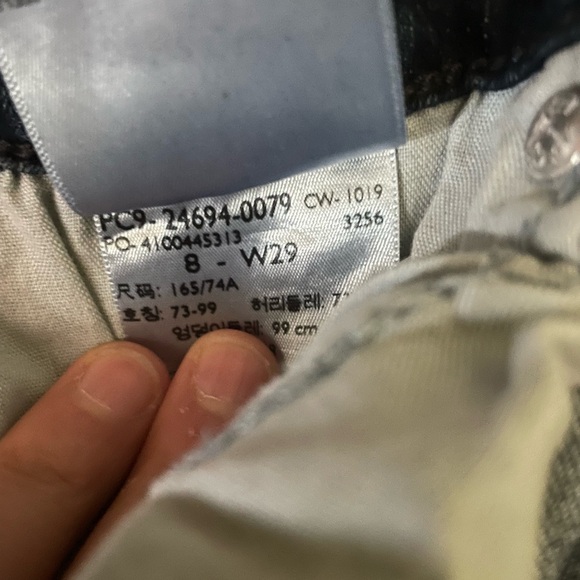 PC9-24694-0079 CW-1019
PO-4100445313 3256
8 - W29
尺码: 165/74A
호칭: 73-99 허리둘레:
엉덩이둘레: 99 cm